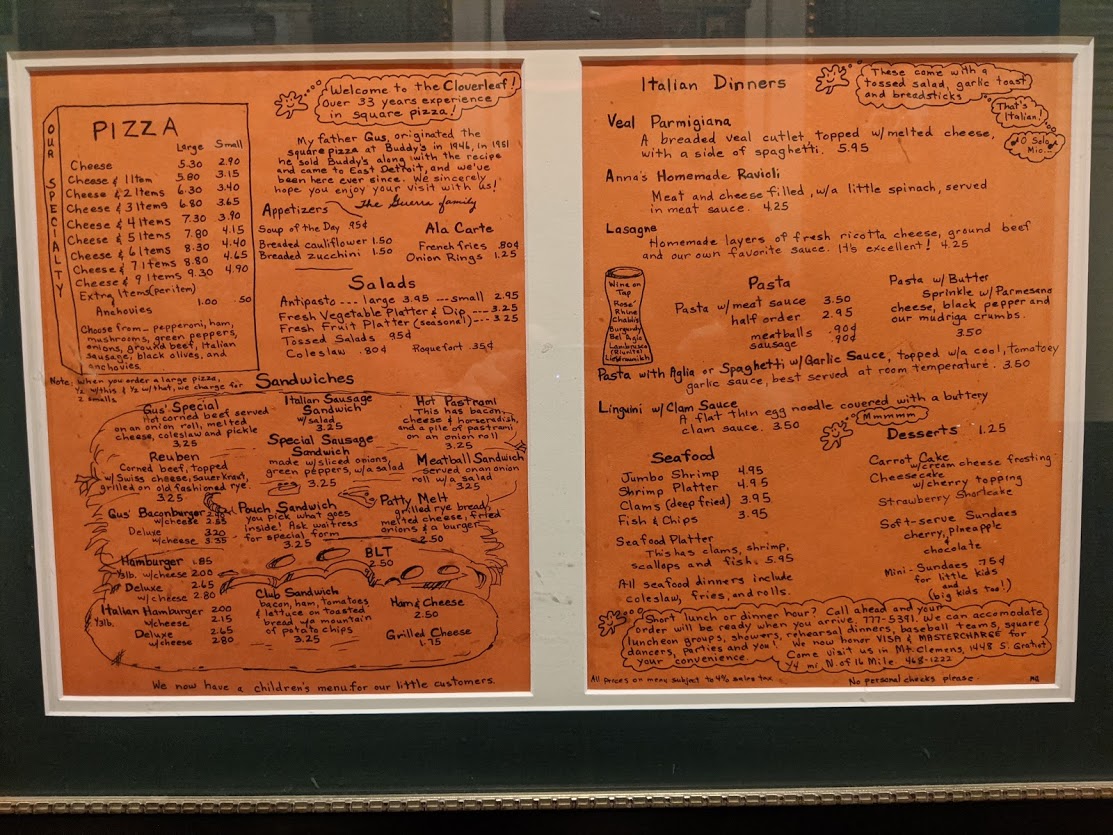 Welcome to the Cloverleaf!
Over 33 years experience
in square pizza!
OUR SPECIALTY
PIZZA
Large Small
Cheese 5.30 2.90
Cheese & 1 Item 5.80 3.15
Cheese & 2 Items 6.30 3.40
Cheese & 3 Items 6.80 3.65
Cheese & 4 Items 7.30 3.90
Cheese & 5 Items 7.80 4.15
Cheese & 6 Items 8.30 4.40
Cheese & 7 Items 8.80 4.65
Cheese & 9 Items 9.30 4.90
Extra Items (per item)
1.00 .50
Anchovies
Choose from - pepperoni, ham,
mushrooms, green peppers,
onions, ground beef, Italian
sausage, black olives, and
anchovies
Note: When you order a large pizza,
1/2 w/this & 1/2 w/that, we charge for
2 smalls
My father Gus, originated the
square pizza at Buddy's in 1946, in 1951
he sold Buddy's along with the recipe
and came to East Detroit, and we've
been here ever since. We sincerely
hope you enjoy your visit with us!
The Guerra family
Appetizers
Soup of the Day .95¢
Breaded cauliflower 1.50
Breaded zucchini 1.50
Ala Carte
French fries .80¢
Onion Rings 1.25
Salads
Antipasto --- large 3.95 --- small 2.95
Fresh Vegetable Platter & Dip --- 3.25
Fresh Fruit Platter (seasonal) --- 3.25
Tossed Salads 95¢
Coleslaw .80¢ Roquefort .35¢
Sandwiches
Gus' Special
Hot corned beef served
on an onion roll, melted
cheese, coleslaw and pickle
3.25
Italian Sausage
Sandwich
w/salad
3.25
Hot Pastrami
This has bacon,
cheese & horseradish,
and a pile of pastrami
on an onion roll
3.25
Reuben
Corned beef, topped
w/Swiss cheese, sauerkraut,
grilled on old fashioned rye.
3.25
Special Sausage
Sandwich
made w/sliced onions,
green peppers, w/a salad
3.25
Meatball Sandwich
served on an onion
roll w/a salad
3.25
Gus' Baconburger
w/cheese 2.55
Deluxe 3.20
w/cheese 3.35
Pouch Sandwich
you pick what goes
inside! Ask waitress
for special form
3.25
Patty Melt
grilled rye bread,
melted cheese, fried
onions & a burger
2.50
Hamburger 1.85
1/3lb. w/cheese 2.00
Deluxe 2.65
w/cheese 2.80
BLT
2.50
Italian Hamburger 2.00
1/3lb. w/cheese 2.15
Deluxe 2.65
w/cheese 2.80
Club Sandwich
bacon, ham, tomatoes
& lettuce on toasted
bread w/a mountain
of potato chips
3.25
Ham & Cheese
2.50
Grilled Cheese
1.75
We now have a children's menu for our little customers.
Italian Dinners
These come with a
tossed salad, garlic toast
and breadsticks
That's
Italian!
O Solo
Mio...
Veal Parmigiana
A breaded veal cutlet, topped w/melted cheese,
with a side of spaghetti. 5.95
Anna's Homemade Ravioli
Meat and cheese filled, w/a little spinach, served
in meat sauce. 4.25
Lasagne
Homemade layers of fresh ricotta cheese, ground beef
and our own favorite sauce. It's excellent! 4.25
Wine on
Tap
Rosé
Rhine
Chablis
Burgundy
Bel Agio
Lambrusco
(Riunite)
Liebfraumilch
Pasta
Pasta w/meat sauce 3.50
half order 2.95
meatballs .90¢
sausage .90¢
Pasta w/Butter
Sprinkle w/Parmesano
cheese, black pepper and
our mudriga crumbs.
3.50
Pasta with Aglia or Spaghetti w/Garlic Sauce, topped w/a cool, tomatoey
garlic sauce, best served at room temperature. 3.50
Linguini w/Clam Sauce
A flat thin egg noodle covered with a buttery
clam sauce. 3.50
Mmmmm
Seafood
Jumbo Shrimp 4.95
Shrimp Platter 4.95
Clams (deep fried) 3.95
Fish & Chips 3.95
Seafood Platter
This has clams, shrimp,
scallops and fish. 5.95
All seafood dinners include
coleslaw, fries, and rolls.
Desserts 1.25
Carrot Cake
w/cream cheese frosting
Cheesecake
w/cherry topping
Strawberry Shortcake
Soft-serve Sundaes
cherry, pineapple
&
chocolate
Mini-Sundaes .75¢
for little kids
and
(big kids too!)
Short lunch or dinner hour? Call ahead and your
order will be ready when you arrive. 777-5391. We can accomodate
luncheon groups, showers, rehersal dinners, baseball teams, square
dancers, parties and you! We now honor VISA & MASTERCHARGE for
your convenience. Come visit us in Mt. Clemens, 1448 S. Gratiot
1/4 mi. N. of 16 Mile 468-1222
All prices on menu subject to 4% sales tax
No personal checks please